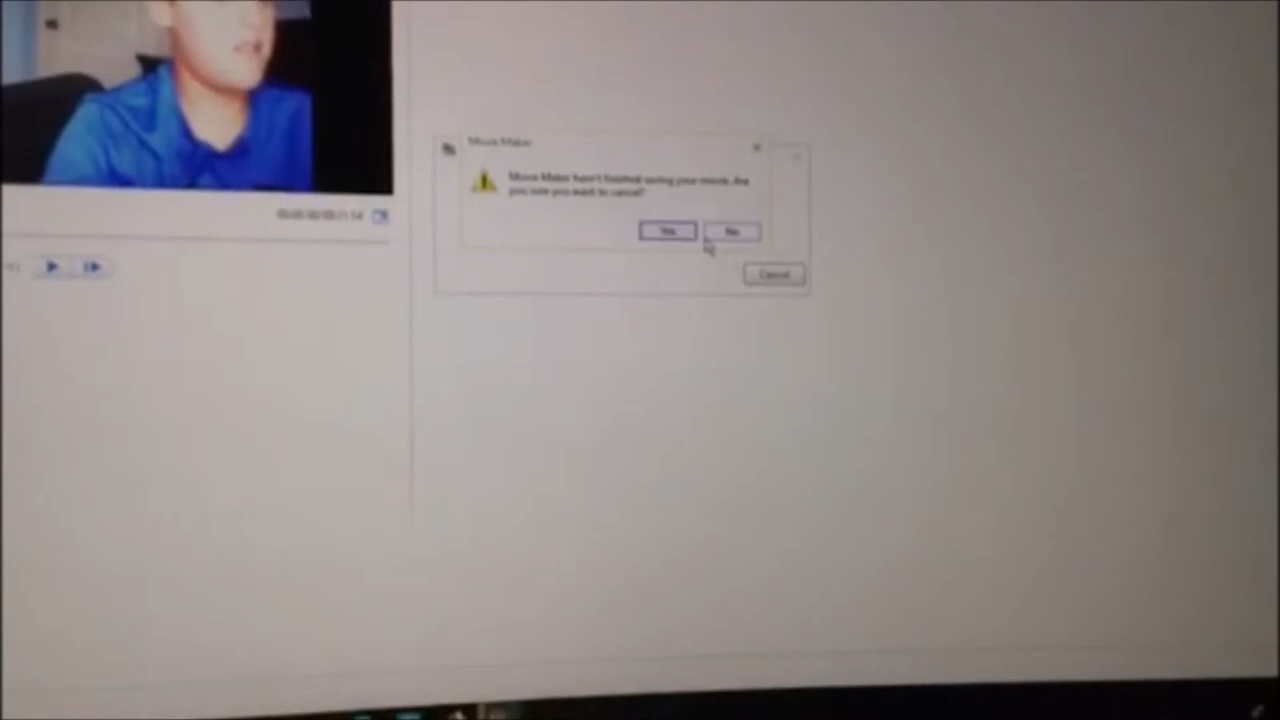 Movie Maker
Movie Maker hasn't finished saving your movie. Are
you sure you want to cancel?
Yes
No
Cancel